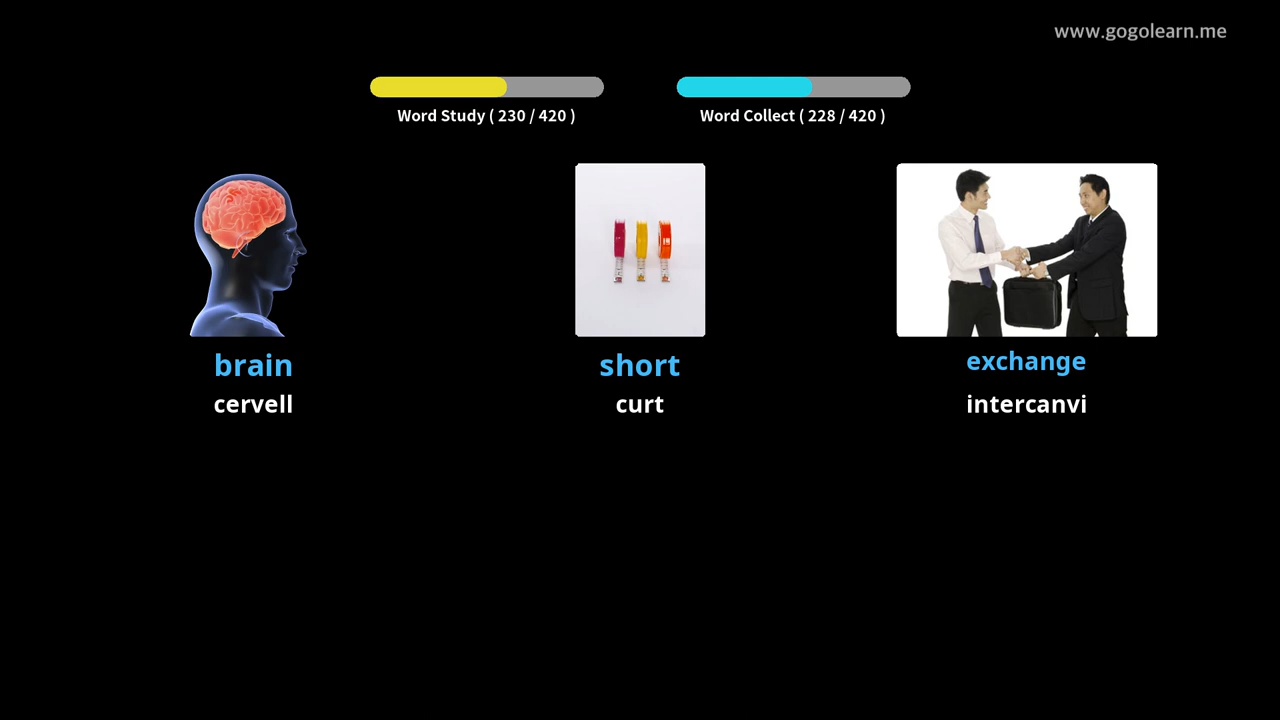 www.gogolearn.me
Word Study ( 230 / 420 )
Word Collect ( 228 / 420 )
brain
cervell
short
curt
exchange
intercanvi